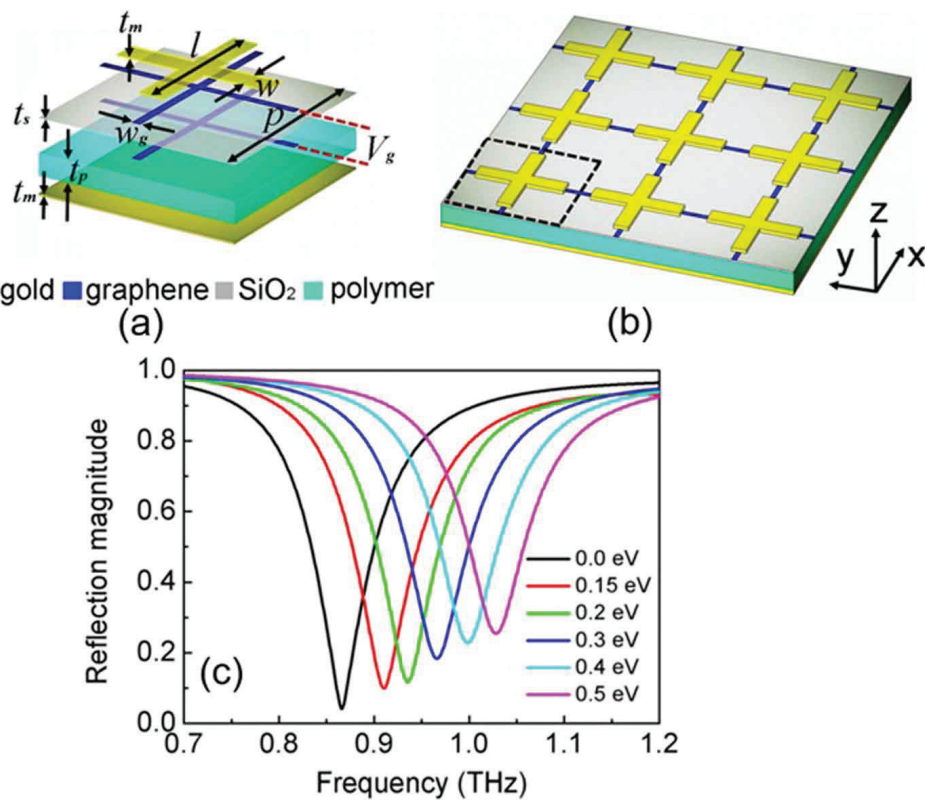 t_m
l
w
p
t_s
w_g
V_g
t_p
t_m
gold graphene SiO₂ polymer
(a)
z
y
x
(b)
1.0
0.8
0.6
0.4
0.2
0.0
Reflection magnitude
0.0 eV
0.15 eV
0.2 eV
0.3 eV
0.4 eV
0.5 eV
(c)
0.7 0.8 0.9 1.0 1.1 1.2
Frequency (THz)